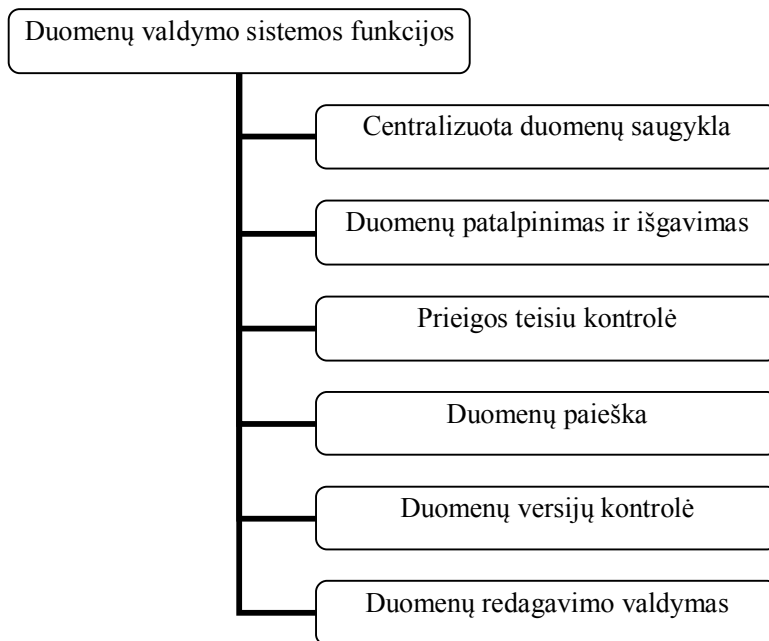 Duomenų valdymo sistemos funkcijos
Centralizuota duomenų saugykla
Duomenų patalpinimas ir išgavimas
Prieigos teisiu kontrolė
Duomenų paieška
Duomenų versijų kontrolė
Duomenų redagavimo valdymas